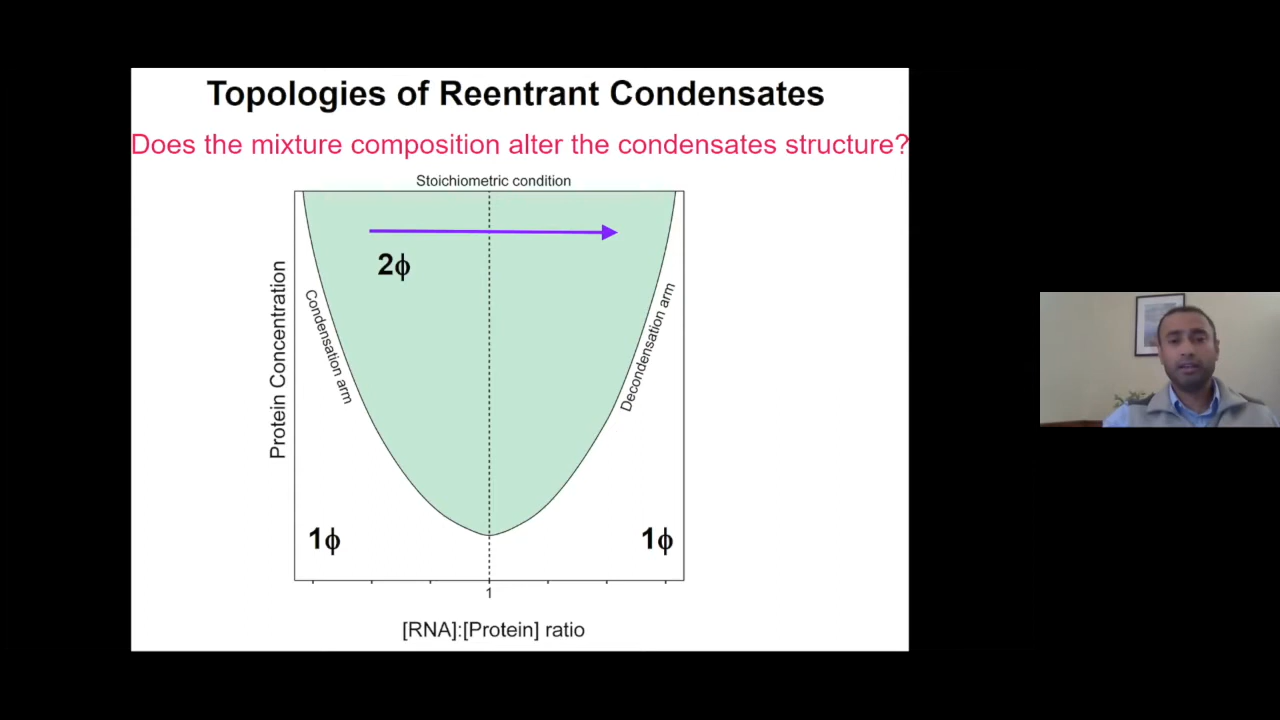 Topologies of Reentrant Condensates
Does the mixture composition alter the condensates structure?
Stoichiometric condition
2ϕ
Condensation arm
Decondensation arm
Protein Concentration
1ϕ
1ϕ
1
[RNA]:[Protein] ratio